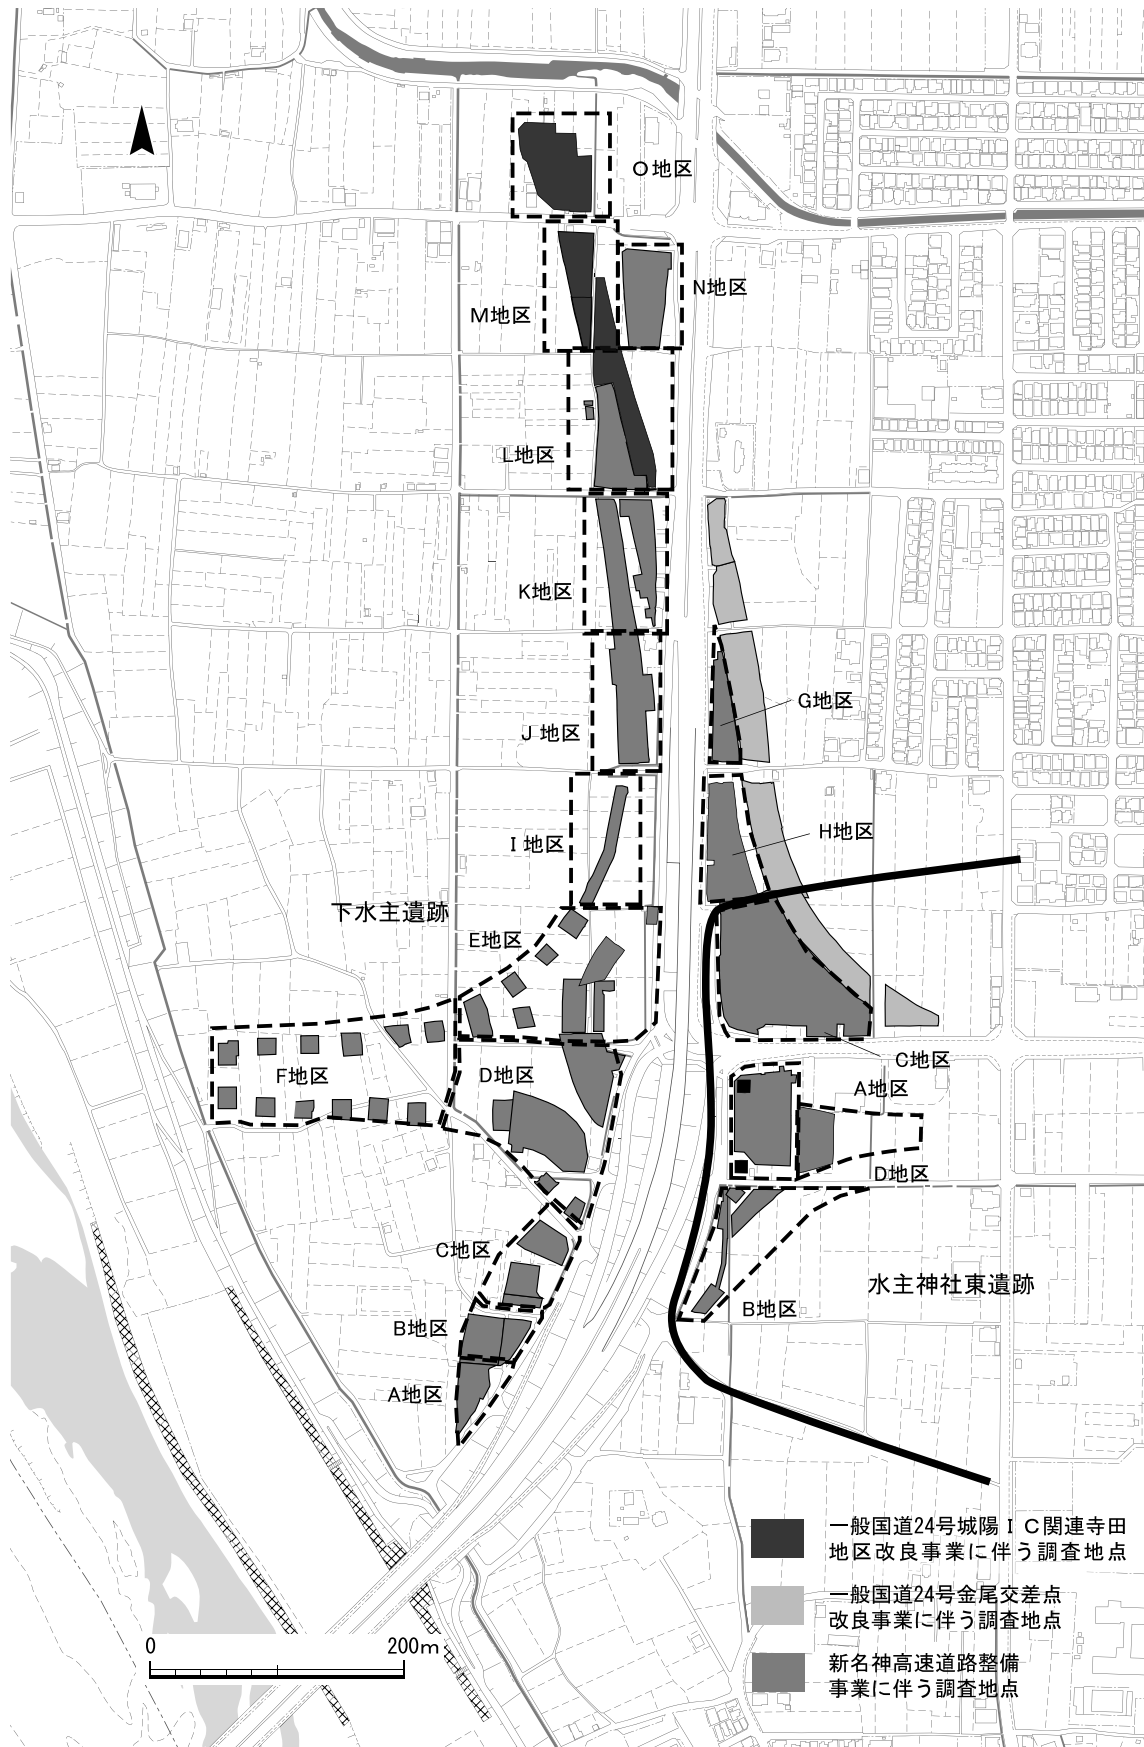 O地区
N地区
M地区
L地区
K地区
G地区
J地区
H地区
I地区
下水主遺跡
E地区
C地区
F地区
D地区
A地区
D地区
C地区
水主神社東遺跡
B地区
B地区
A地区
一般国道24号城陽IC関連寺田
地区改良事業に伴う調査地点
一般国道24号金尾交差点
改良事業に伴う調査地点
0 200m
新名神高速道路整備
事業に伴う調査地点